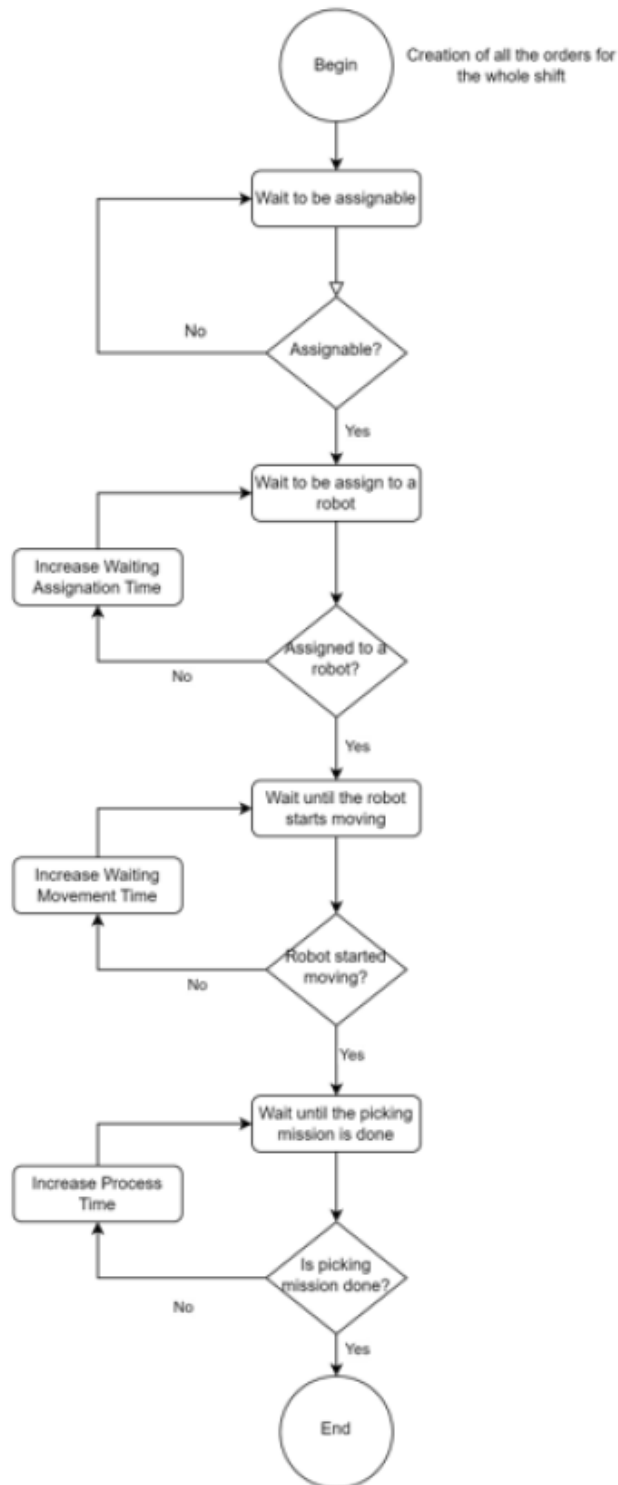 Begin
Creation of all the orders for
the whole shift
Wait to be assignable
No
Assignable?
Yes
Wait to be assign to a
robot
Increase Waiting
Assignation Time
Assigned to a
robot?
No
Yes
Wait until the robot
starts moving
Increase Waiting
Movement Time
Robot started
moving?
No
Yes
Wait until the picking
mission is done
Increase Process
Time
Is picking
mission done?
No
Yes
End